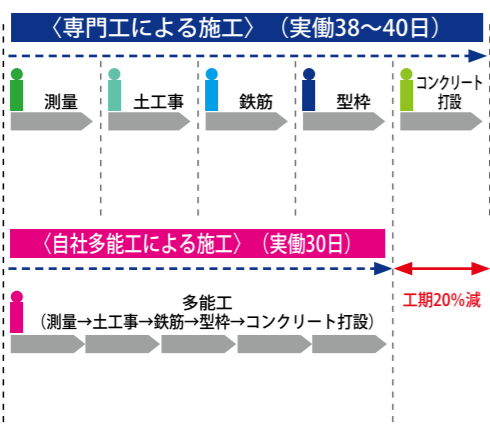 〈専門工による施工〉（実働38〜40日）
測量
土工事
鉄筋
型枠
コンクリート
打設
〈自社多能工による施工〉（実働30日）
工期20%減
多能工
（測量→土工事→鉄筋→型枠→コンクリート打設）